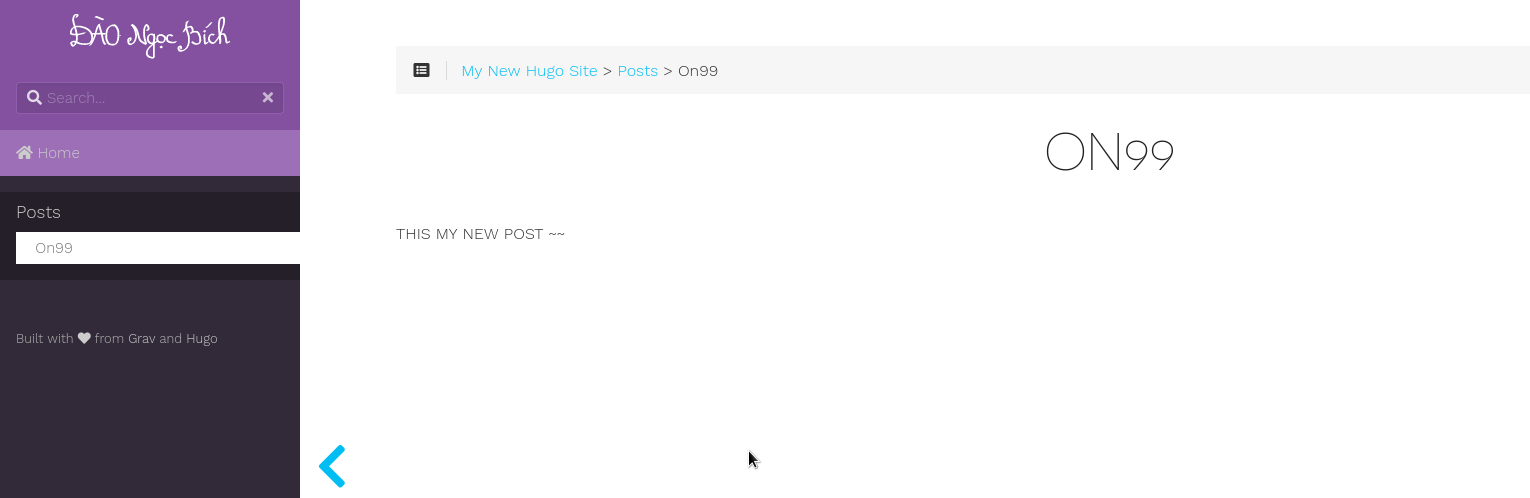 ĐÀO Ngọc Bích
Search...
Home
Posts
On99
Built with from Grav and Hugo
My New Hugo Site > Posts > On99
ON99
THIS MY NEW POST ~~